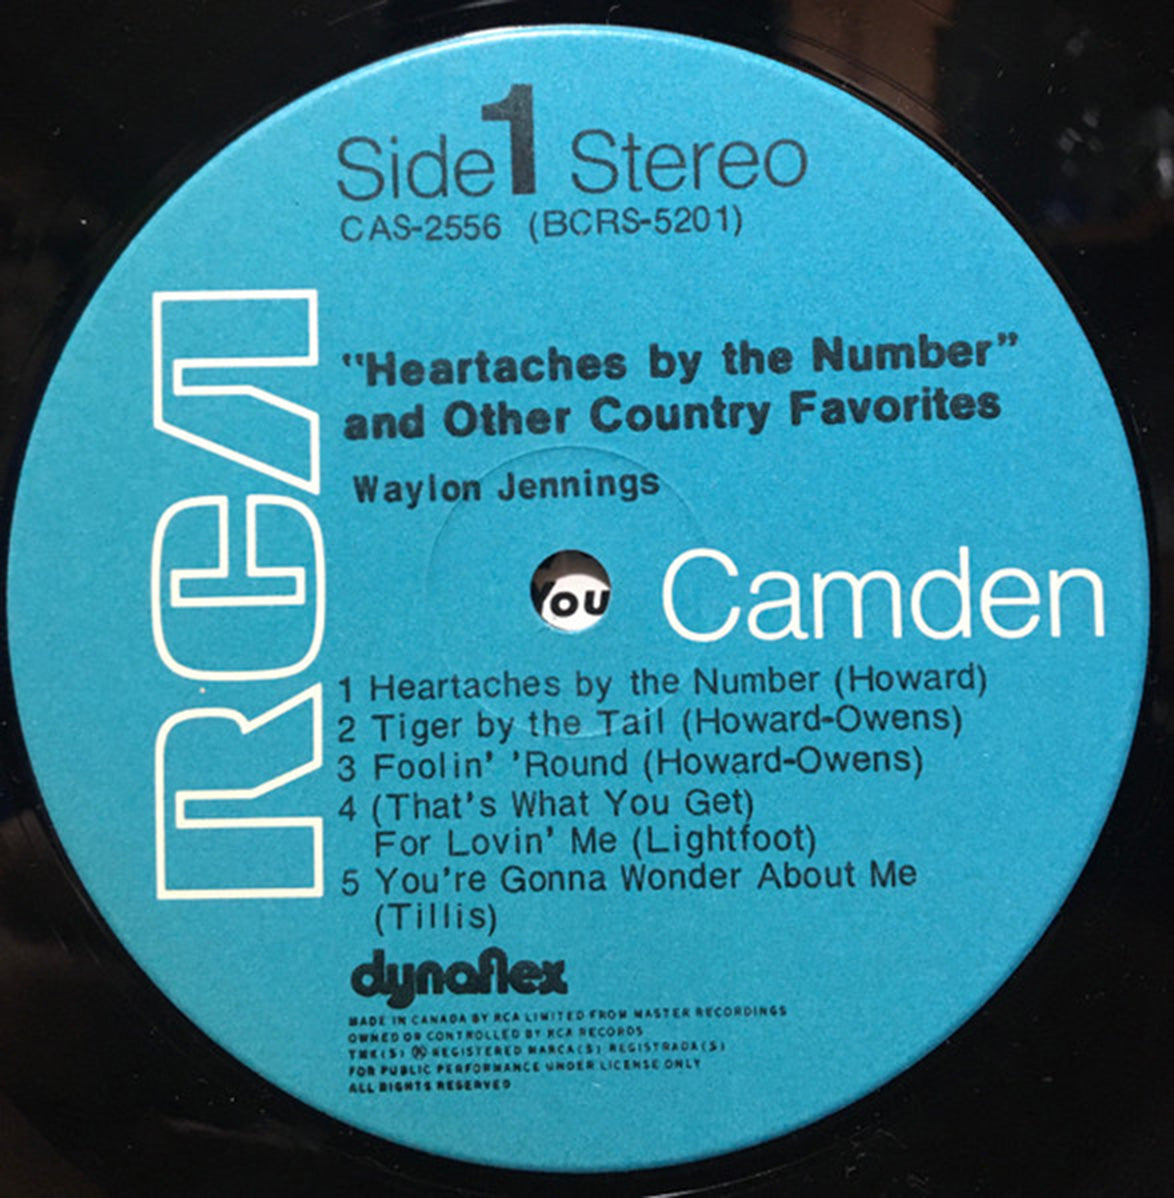 Side 1 Stereo
CAS-2556 (BCRS-5201)
RCA
"Heartaches by the Number"
and Other Country Favorites
Waylon Jennings
You
Camden
1 Heartaches by the Number (Howard)
2 Tiger by the Tail (Howard-Owens)
3 Foolin' 'Round (Howard-Owens)
4 (That's What You Get)
For Lovin' Me (Lightfoot)
5 You're Gonna Wonder About Me
(Tillis)
dynaflex
MADE IN CANADA BY RCA LIMITED FROM MASTER RECORDINGS
OWNED OR CONTROLLED BY RCA RECORDS
TMK(S) ® REGISTERED MARCA(S) REGISTRADA(S)
FOR PUBLIC PERFORMANCE UNDER LICENSE ONLY
ALL RIGHTS RESERVED